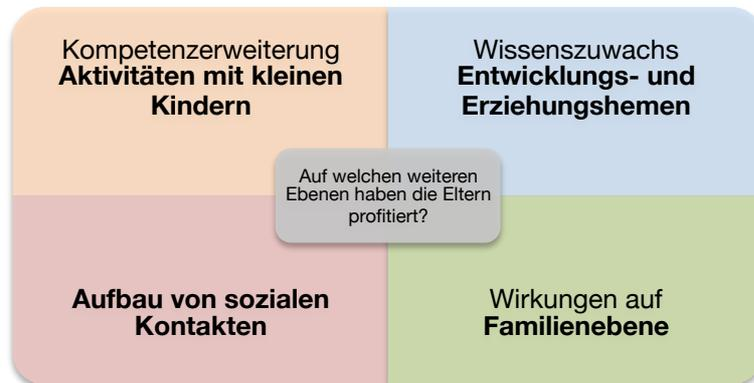 Kompetenzerweiterung
Aktivitäten mit kleinen
Kindern
Wissenszuwachs
Entwicklungs- und
Erziehungshemen
Auf welchen weiteren
Ebenen haben die Eltern
profitiert?
Aufbau von sozialen
Kontakten
Wirkungen auf
Familienebene